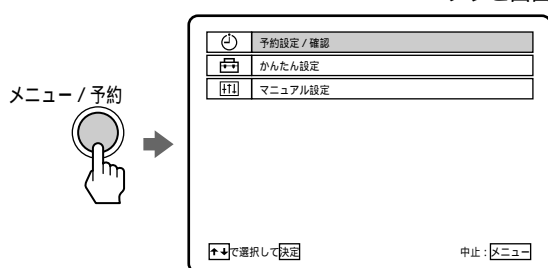 メニュー / 予約
予約設定 / 確認
かんたん設定
マニュアル設定
↑↓で選択して決定
中止 : メニュー